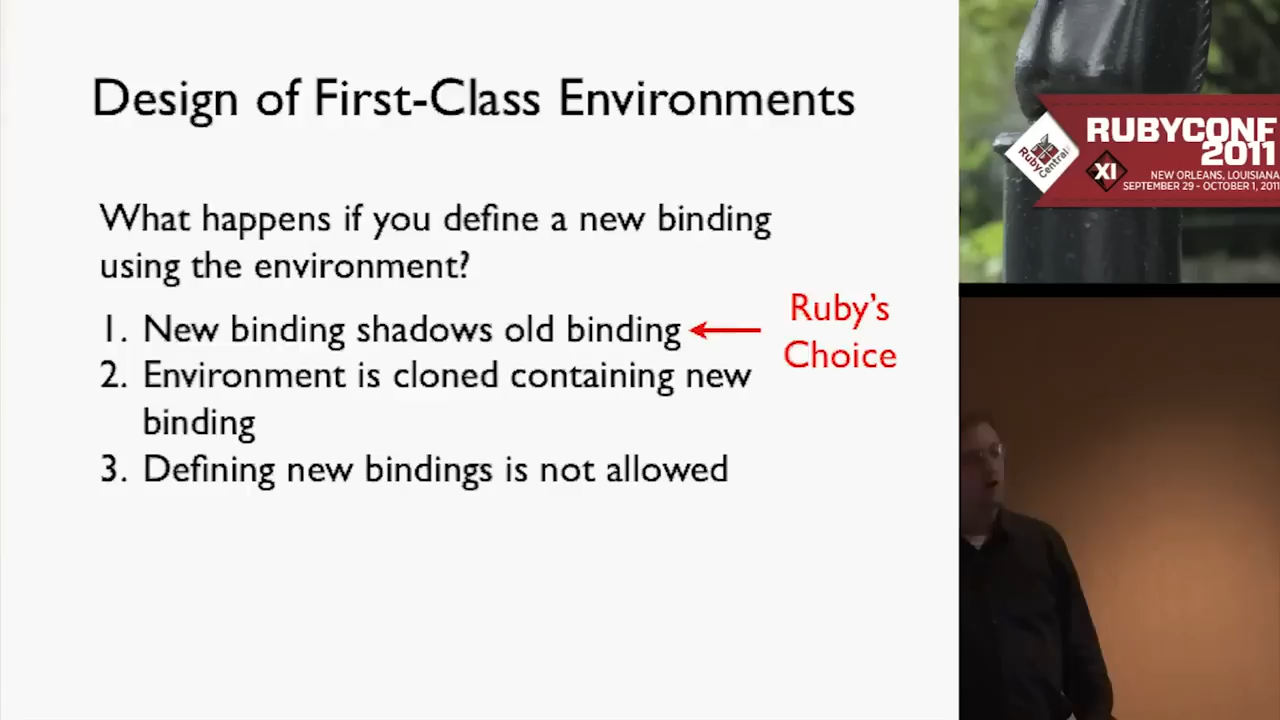 Design of First-Class Environments
What happens if you define a new binding
using the environment?
1. New binding shadows old binding
2. Environment is cloned containing new
binding
3. Defining new bindings is not allowed
Ruby's
Choice
RUBYCONF
2011
RubyCentral
XI
NEW ORLEANS, LOUISIANA
SEPTEMBER 29 - OCTOBER 1, 2011